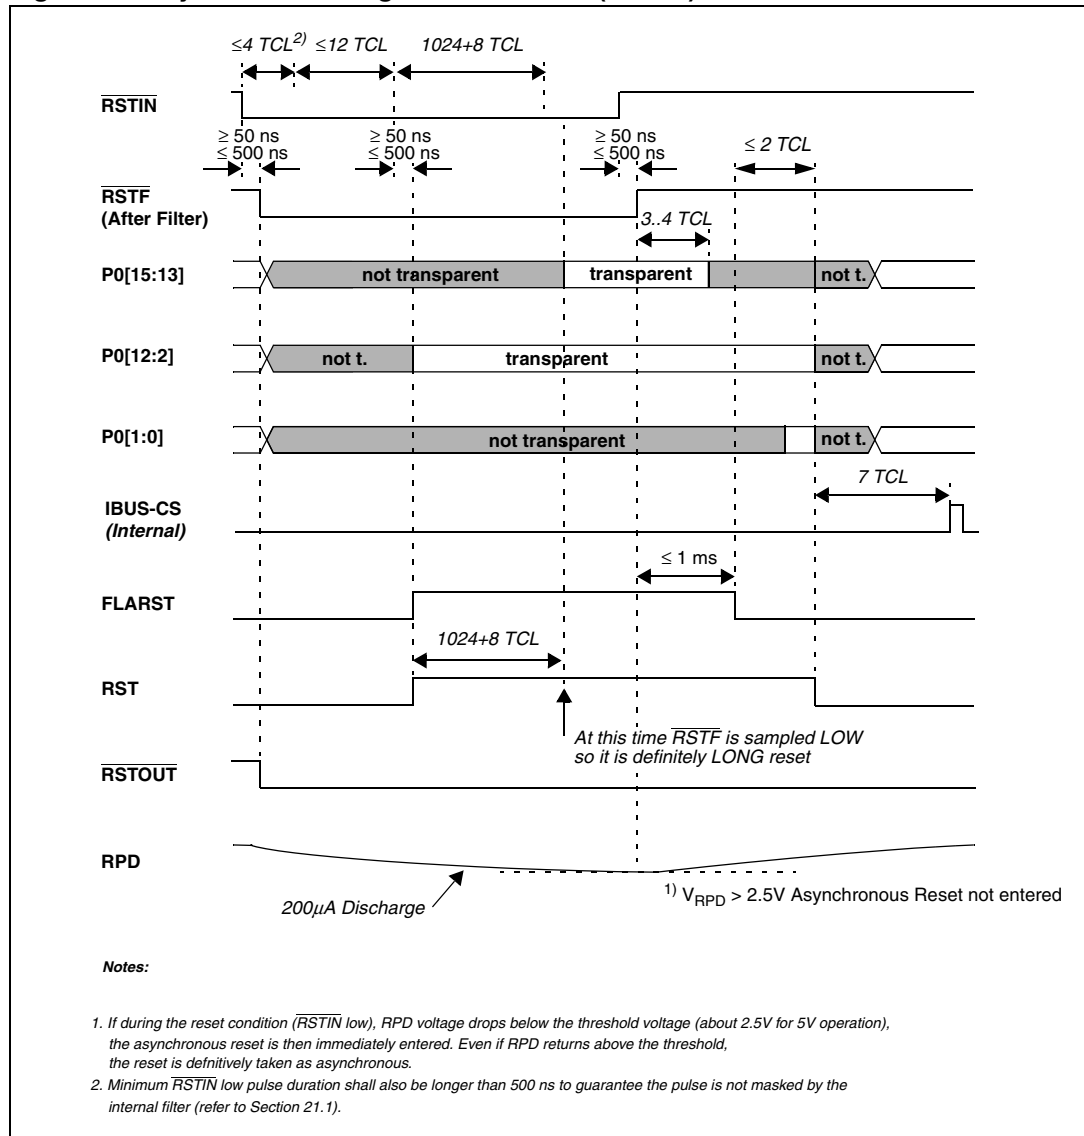 ≤4 TCL2) ≤12 TCL 1024+8 TCL
RSTIN
≥ 50 ns ≥ 50 ns ≥ 50 ns
≤ 500 ns ≤ 500 ns ≤ 500 ns ≤ 2 TCL
RSTF
(After Filter)
3..4 TCL
P0[15:13] not transparent transparent not t.
P0[12:2] not t. transparent not t.
P0[1:0] not transparent not t.
7 TCL
IBUS-CS
(Internal)
≤ 1 ms
FLARST
1024+8 TCL
RST
At this time RSTF is sampled LOW
so it is definitely LONG reset
RSTOUT
RPD
200μA Discharge
1) VRPD > 2.5V Asynchronous Reset not entered
Notes:
1. If during the reset condition (RSTIN low), RPD voltage drops below the threshold voltage (about 2.5V for 5V operation),
the asynchronous reset is then immediately entered. Even if RPD returns above the threshold,
the reset is defnitively taken as asynchronous.
2. Minimum RSTIN low pulse duration shall also be longer than 500 ns to guarantee the pulse is not masked by the
internal filter (refer to Section 21.1).